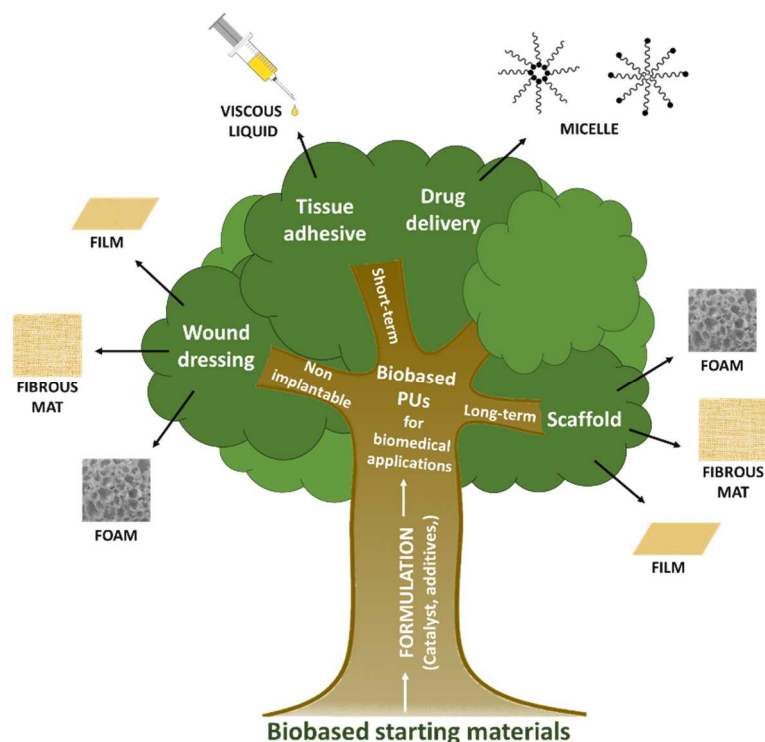 VISCOUS
LIQUID
MICELLE
Tissue
adhesive
Drug
delivery
FILM
Short-term
Wound
dressing
FIBROUS
MAT
FOAM
Non
implantable
Biobased
PUs
for
biomedical
applications
Long-term
Scaffold
FOAM
FIBROUS
MAT
FILM
FORMULATION
(Catalyst, additives,)
Biobased starting materials